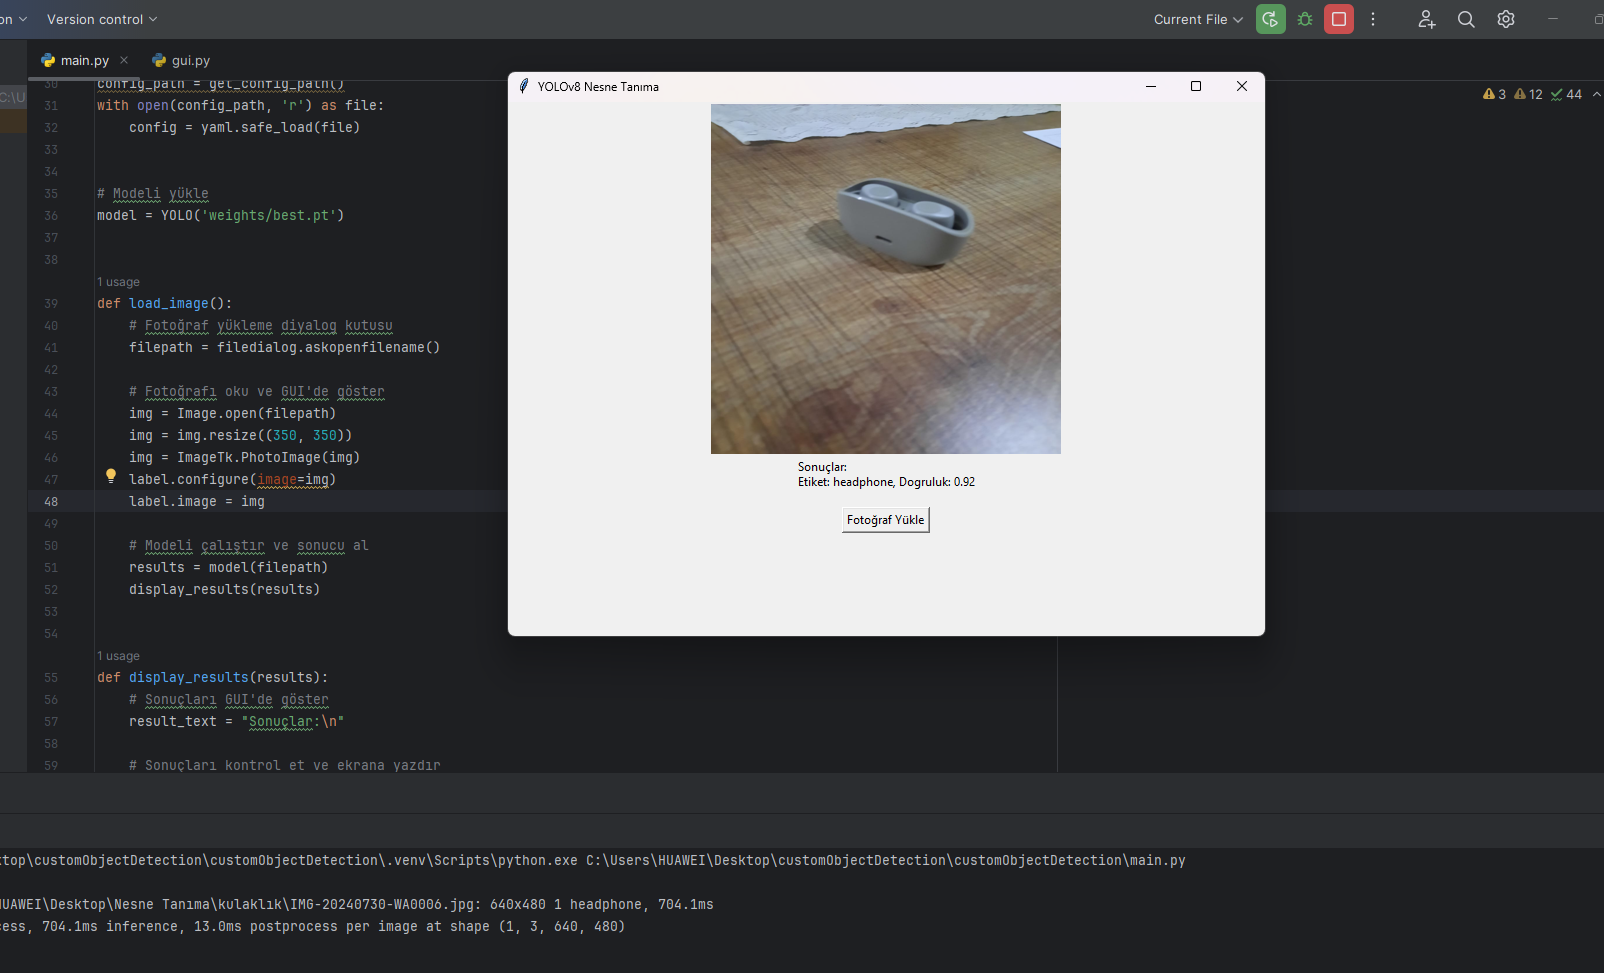 on Version control Current File
main.py gui.py
C:\U
3 12 44
30 config_path = get_config_path()
31 with open(config_path, 'r') as file:
32 config = yaml.safe_load(file)
33
34
35 # Modeli yükle
36 model = YOLO('weights/best.pt')
37
38
1 usage
39 def load_image():
40 # Fotoğraf yükleme diyalog kutusu
41 filepath = filedialog.askopenfilename()
42
43 # Fotoğrafı oku ve GUI'de göster
44 img = Image.open(filepath)
45 img = img.resize((350, 350))
46 img = ImageTk.PhotoImage(img)
47 label.configure(image=img)
48 label.image = img
49
50 # Modeli çalıştır ve sonucu al
51 results = model(filepath)
52 display_results(results)
53
54
1 usage
55 def display_results(results):
56 # Sonuçları GUI'de göster
57 result_text = "Sonuçlar:\n"
58
59 # Sonuçları kontrol et ve ekrana yazdır
YOLOv8 Nesne Tanıma
Sonuçlar:
Etiket: headphone, Dogruluk: 0.92
Fotoğraf Yükle
ktop\customObjectDetection\customObjectDetection\.venv\Scripts\python.exe C:\Users\HUAWEI\Desktop\customObjectDetection\customObjectDetection\main.py
HUAWEI\Desktop\Nesne Tanıma\kulaklık\IMG-20240730-WA0006.jpg: 640x480 1 headphone, 704.1ms
cess, 704.1ms inference, 13.0ms postprocess per image at shape (1, 3, 640, 480)